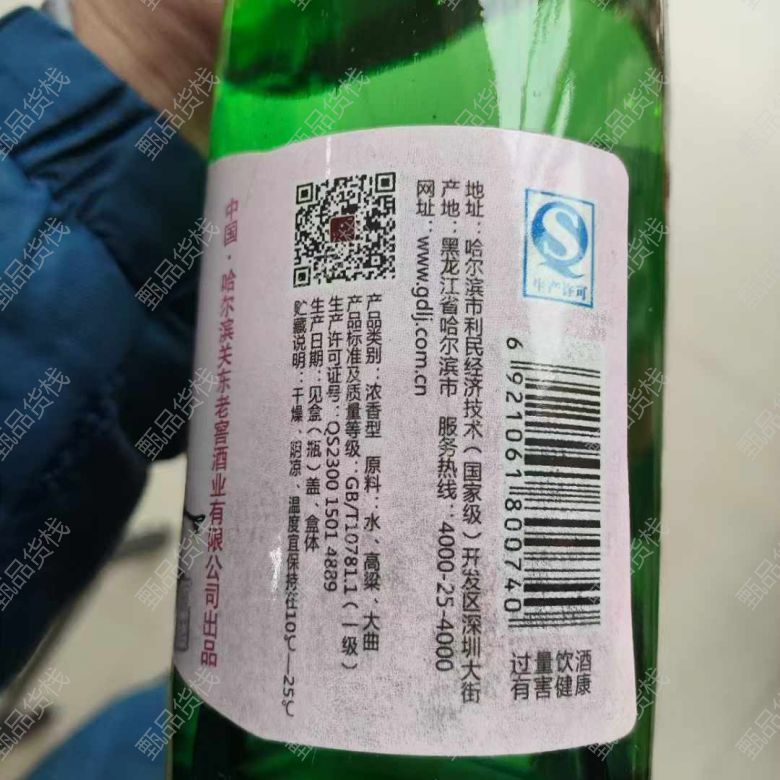 生产许可
6 921061 800740
过量饮酒
有害健康
地址：哈尔滨市利民经济技术（国家级）开发区深圳大街
产地：黑龙江省哈尔滨市 服务热线：4000-25-4000
网址：www.gdlj.com.cn
产品类别：浓香型 原料：水、高粱、大曲
产品标准及质量等级：GB/T10781.1（一级）
生产许可证号：QS2300 1501 4889
生产日期：见盒（瓶）盖、盒体
贮藏说明：干燥、阴凉、温度宜保持在10℃—25℃
中国·哈尔滨关东老窖酒业有限公司出品
甄品货栈